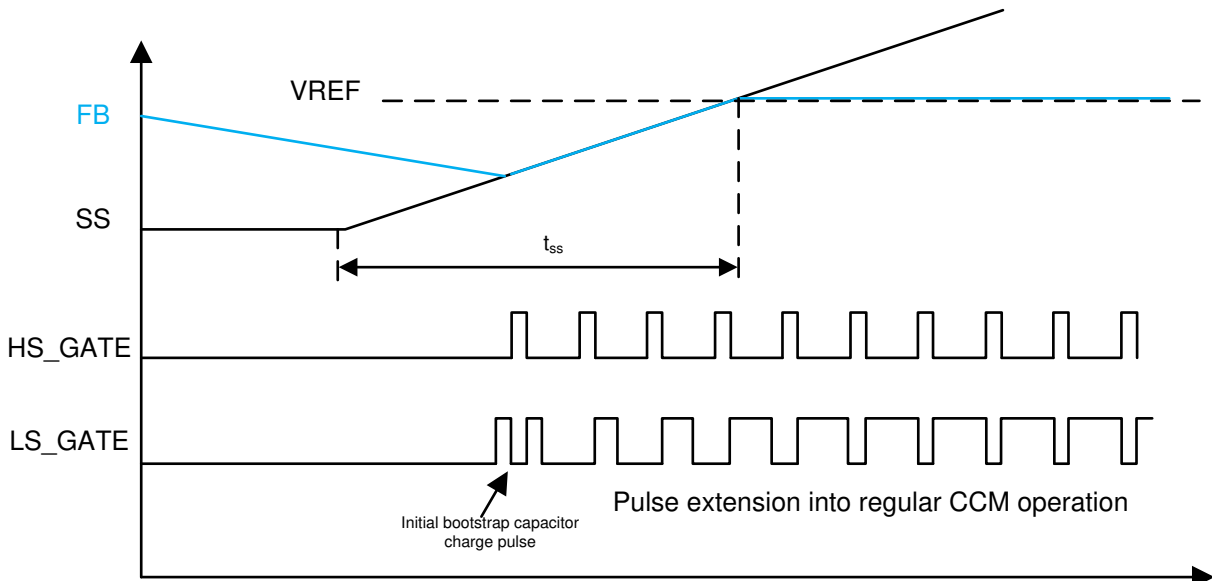 VREF
FB
SS
tss
HS_GATE
LS_GATE
Initial bootstrap capacitor
charge pulse
Pulse extension into regular CCM operation